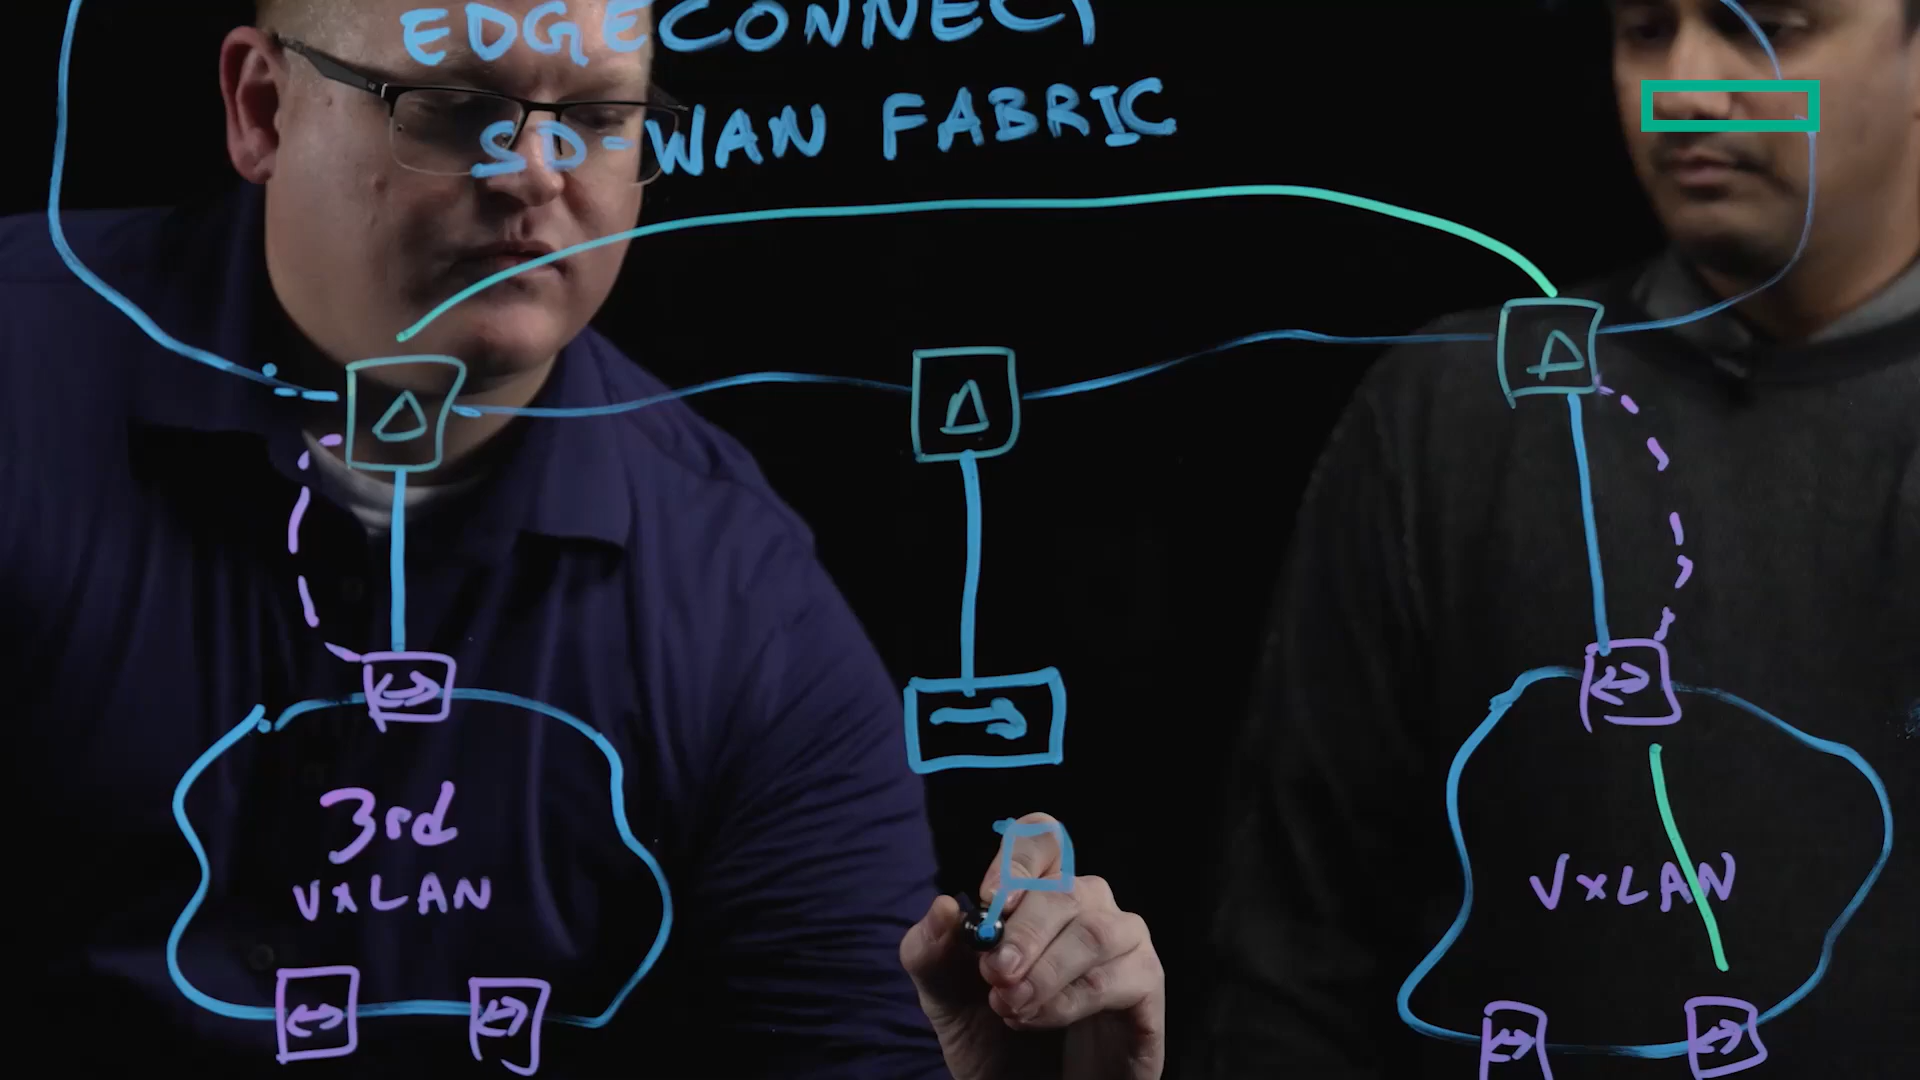 EDGECONNECT
SD-WAN FABRIC
3rd
VXLAN
VXLAN